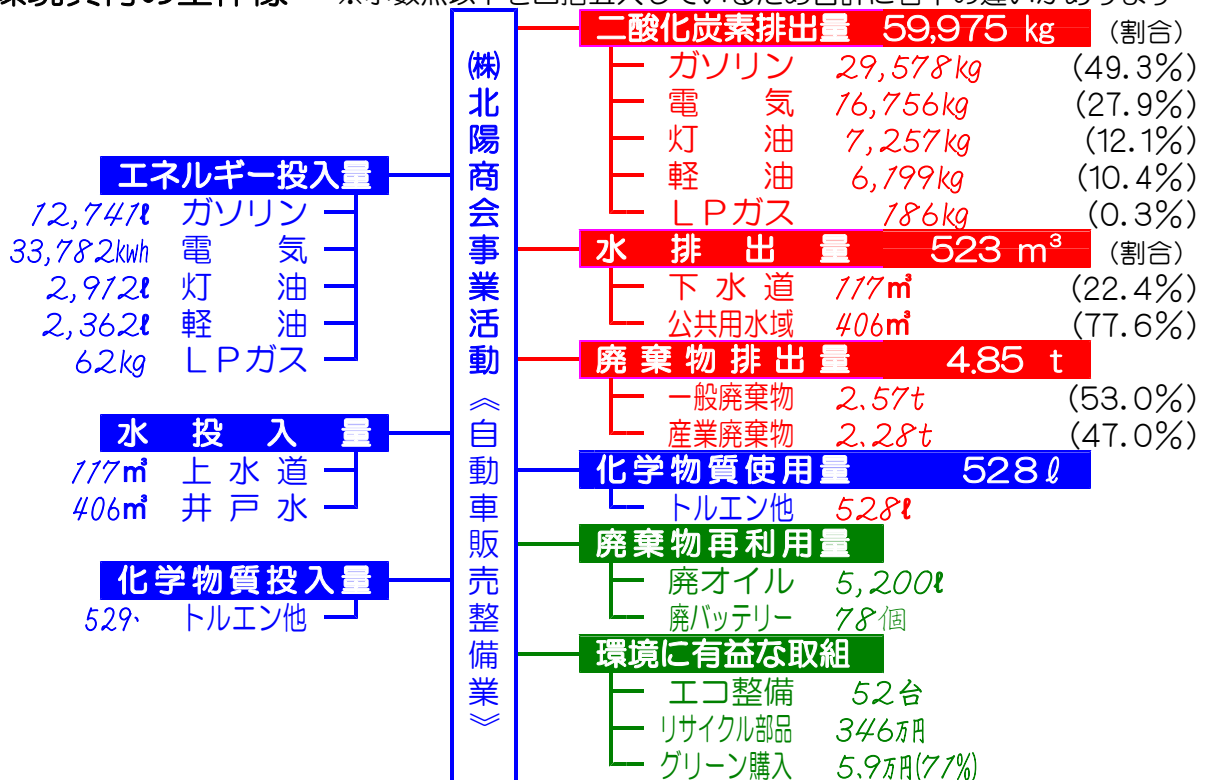 環境負荷の全体像 ※小数点以下を四捨五入しているため合計に若干の違いがあります
エネルギー投入量
12,741ℓ ガソリン
33,782kwh 電気
2,912ℓ 灯油
2,362ℓ 軽油
62kg LPガス
水投入量
117㎥ 上水道
406㎥ 井戸水
化学物質投入量
529・ トルエン他
㈱北陽商会事業活動《自動車販売整備業》
二酸化炭素排出量 59,975 kg (割合)
ガソリン 29,578kg (49.3%)
電気 16,756kg (27.9%)
灯油 7,257kg (12.1%)
軽油 6,199kg (10.4%)
LPガス 186kg (0.3%)
水排出量 523 m³ (割合)
下水道 117㎥ (22.4%)
公共用水域 406㎥ (77.6%)
廃棄物排出量 4.85 t
一般廃棄物 2.57t (53.0%)
産業廃棄物 2.28t (47.0%)
化学物質使用量 528ℓ
トルエン他 528ℓ
廃棄物再利用量
廃オイル 5,200ℓ
廃バッテリー 78個
環境に有益な取組
エコ整備 52台
リサイクル部品 346万円
グリーン購入 5.9万円(71%)